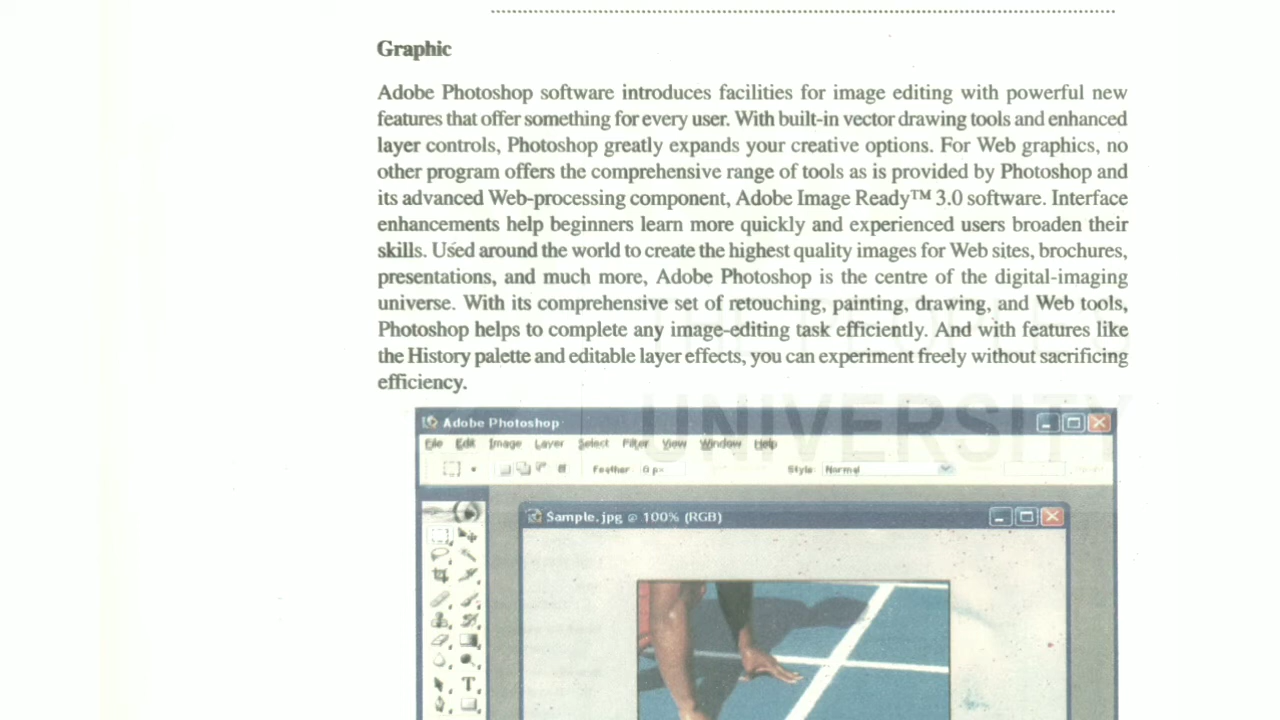 Graphic
Adobe Photoshop software introduces facilities for image editing with powerful new
features that offer something for every user. With built-in vector drawing tools and enhanced
layer controls, Photoshop greatly expands your creative options. For Web graphics, no
other program offers the comprehensive range of tools as is provided by Photoshop and
its advanced Web-processing component, Adobe Image Ready™ 3.0 software. Interface
enhancements help beginners learn more quickly and experienced users broaden their
skills. Used around the world to create the highest quality images for Web sites, brochures,
presentations, and much more, Adobe Photoshop is the centre of the digital-imaging
universe. With its comprehensive set of retouching, painting, drawing, and Web tools,
Photoshop helps to complete any image-editing task efficiently. And with features like
the History palette and editable layer effects, you can experiment freely without sacrificing
efficiency.
UNIVERSITY
Adobe Photoshop
File Edit Image Layer Select Filter View Window Help
Feather: 0 px Style: Normal
Sample.jpg @ 100% (RGB)
T